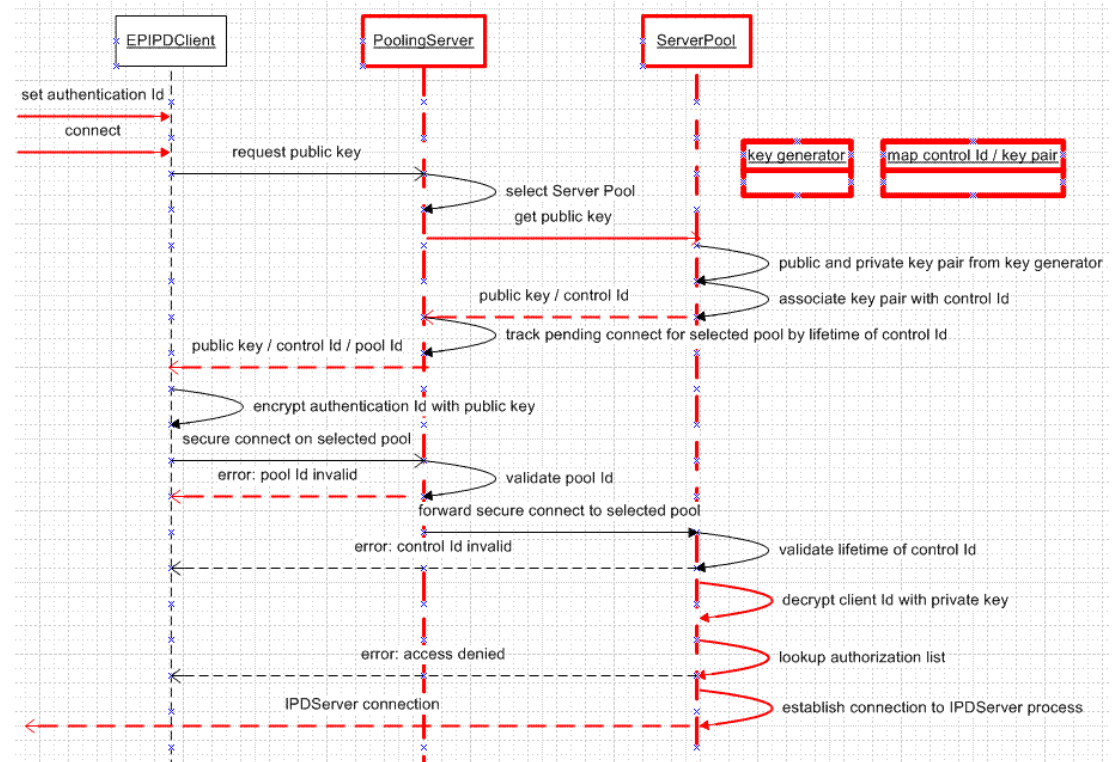 EPIPDClient
PoolingServer
ServerPool
set authentication Id
connect
request public key
key generator
map control Id / key pair
select Server Pool
get public key
public and private key pair from key generator
public key / control Id
associate key pair with control Id
track pending connect for selected pool by lifetime of control Id
public key / control Id / pool Id
encrypt authentication Id with public key
secure connect on selected pool
error: pool Id invalid
validate pool Id
forward secure connect to selected pool
error: control Id invalid
validate lifetime of control Id
decrypt client Id with private key
error: access denied
lookup authorization list
IPDServer connection
establish connection to IPDServer process